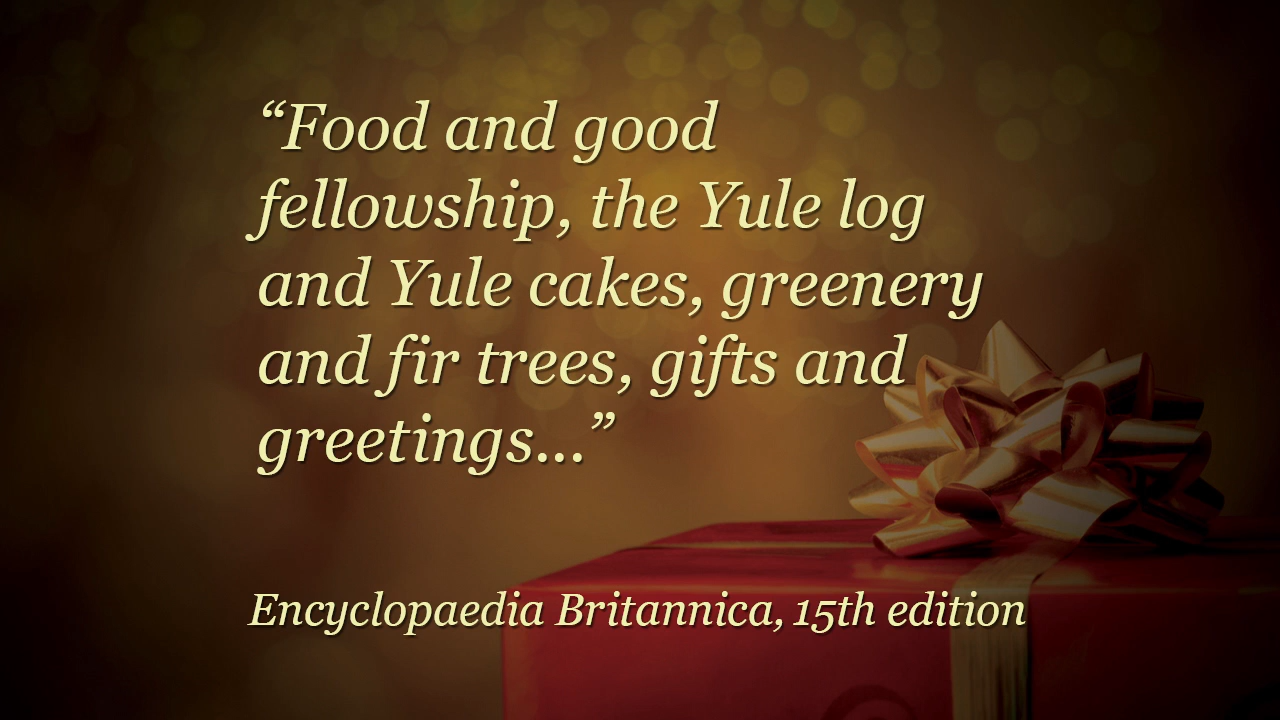 “Food and good
fellowship, the Yule log
and Yule cakes, greenery
and fir trees, gifts and
greetings...”
Encyclopaedia Britannica, 15th edition